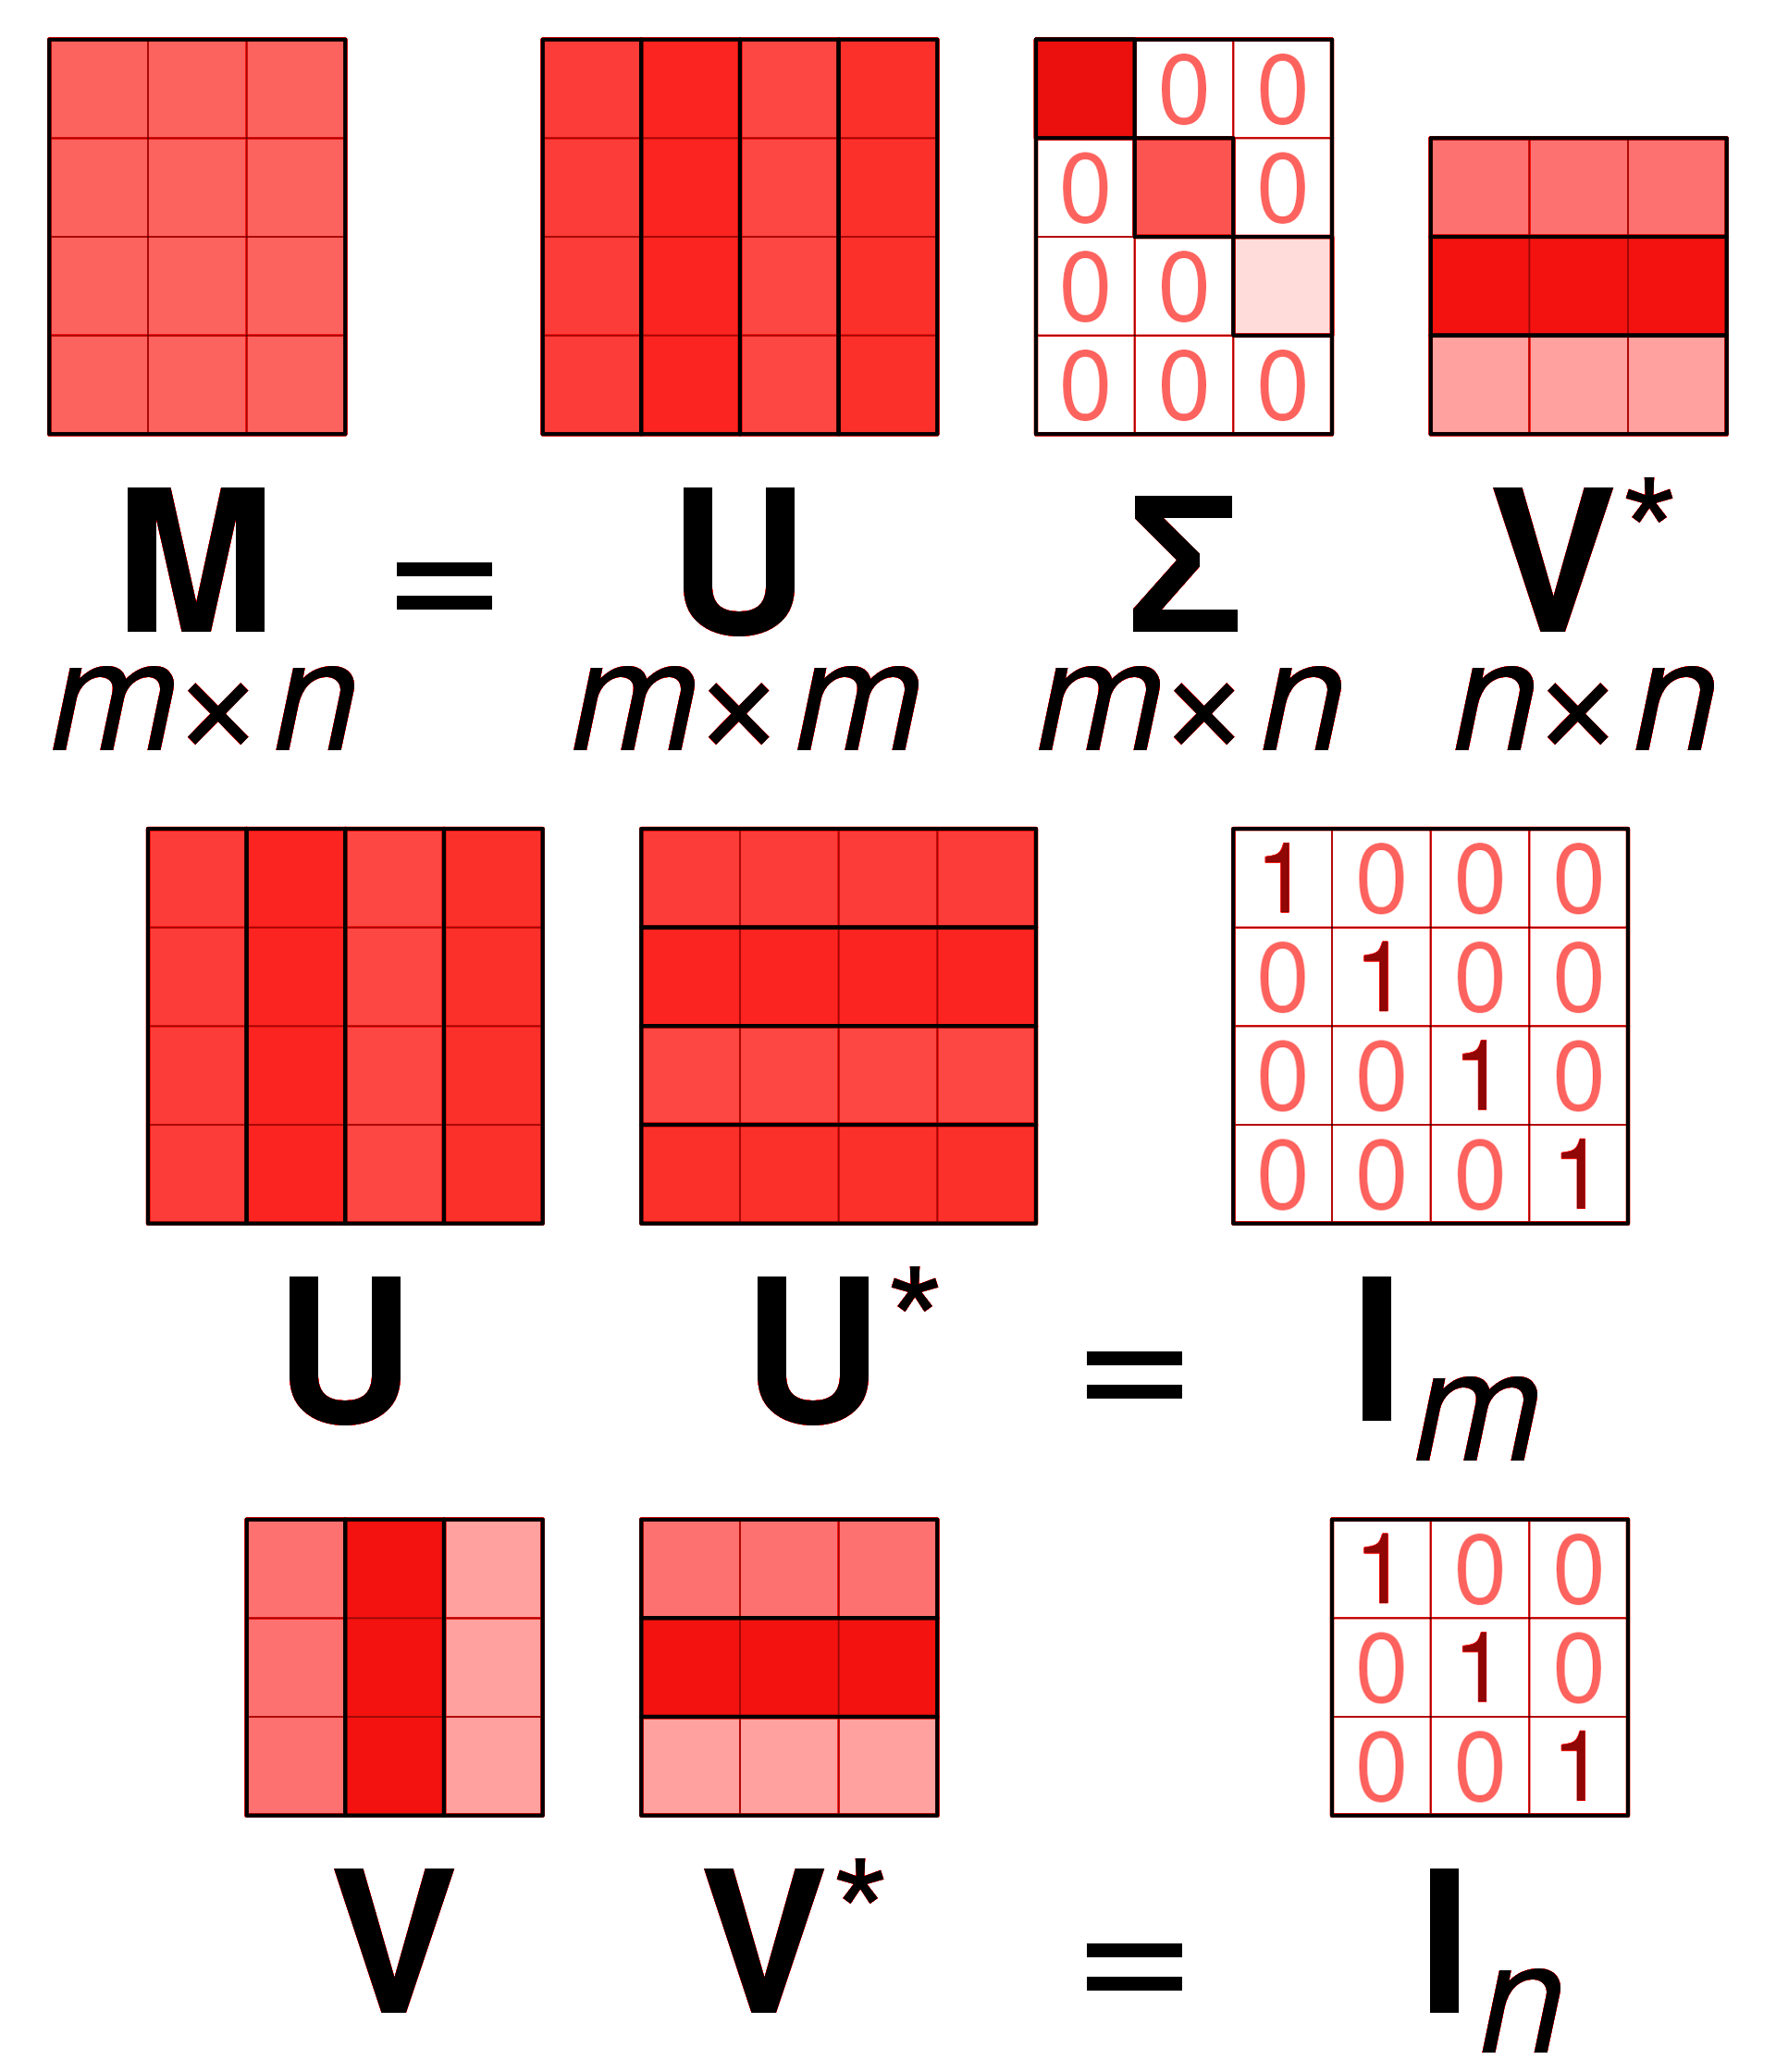 0 0
0 0
0 0
0 0 0
M = U Σ V*
m×n m×m m×n n×n
1 0 0 0
0 1 0 0
0 0 1 0
0 0 0 1
U U* = Im
1 0 0
0 1 0
0 0 1
V V* = In